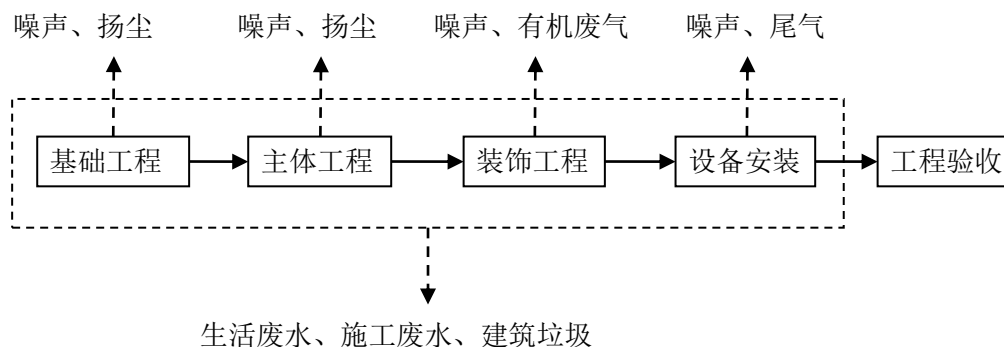 噪声、扬尘
噪声、扬尘
噪声、有机废气
噪声、尾气
基础工程
主体工程
装饰工程
设备安装
工程验收
生活废水、施工废水、建筑垃圾